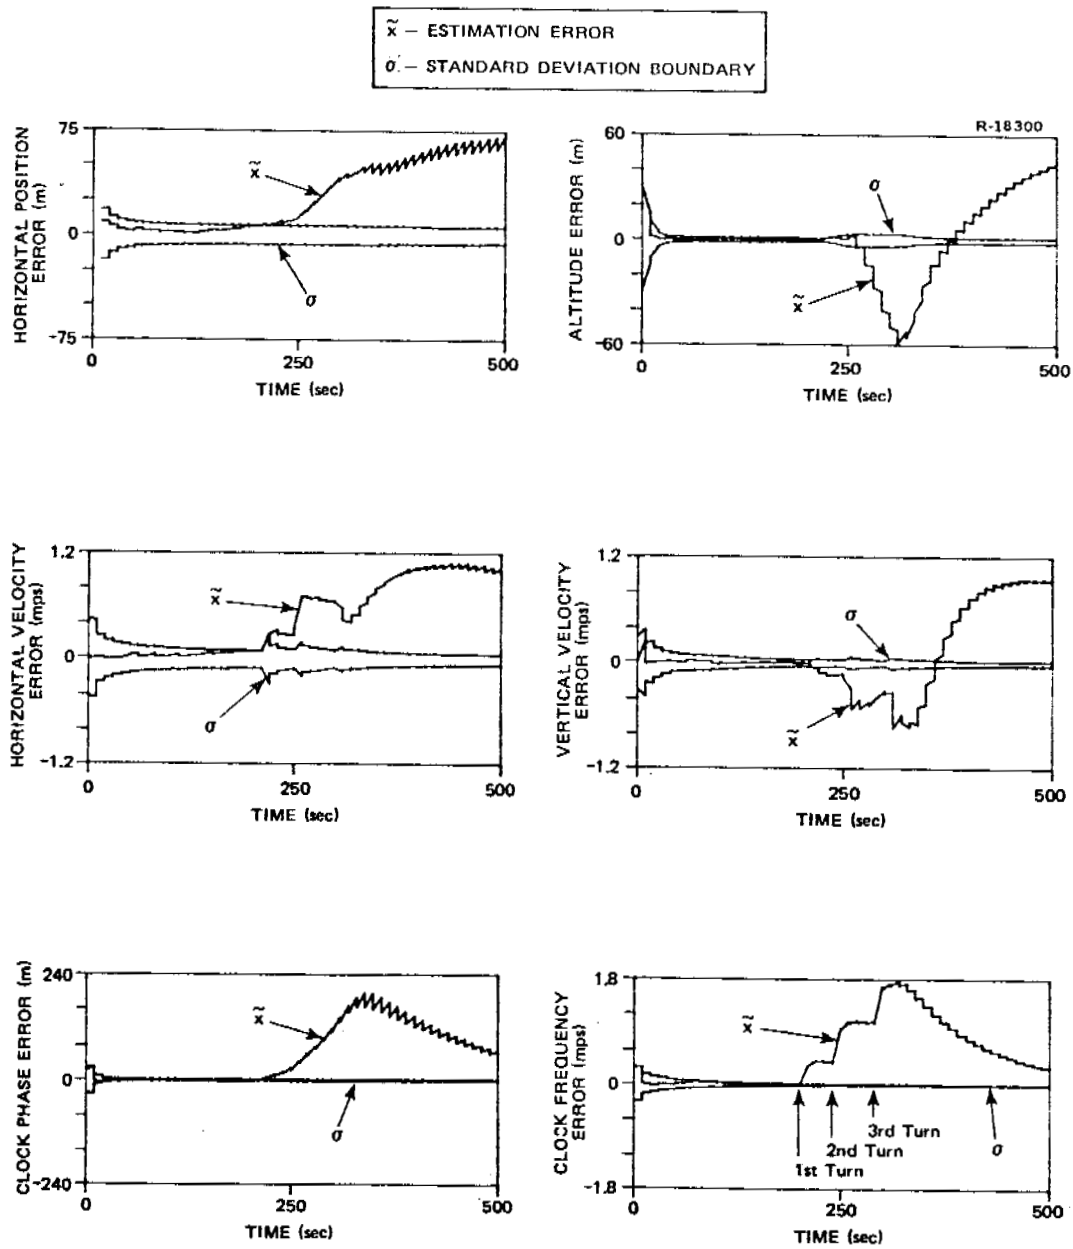 x̃ – ESTIMATION ERROR
σ – STANDARD DEVIATION BOUNDARY
R-18300
HORIZONTAL POSITION
ERROR (m)
75
0
-75
x̃
σ
0
250
500
TIME (sec)
ALTITUDE ERROR (m)
60
0
-60
σ
x̃
0
250
500
TIME (sec)
HORIZONTAL VELOCITY
ERROR (mps)
1.2
0
-1.2
x̃
σ
0
250
500
TIME (sec)
VERTICAL VELOCITY
ERROR (mps)
1.2
0
-1.2
σ
x̃
0
250
500
TIME (sec)
CLOCK PHASE ERROR (m)
240
0
-240
x̃
σ
0
250
500
TIME (sec)
CLOCK FREQUENCY
ERROR (mps)
1.8
0
-1.8
x̃
3rd Turn
2nd Turn
1st Turn
σ
0
250
500
TIME (sec)